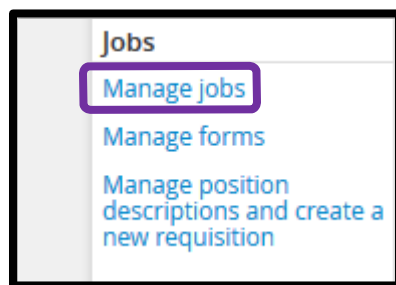 Jobs
Manage jobs
Manage forms
Manage position
descriptions and create a
new requisition